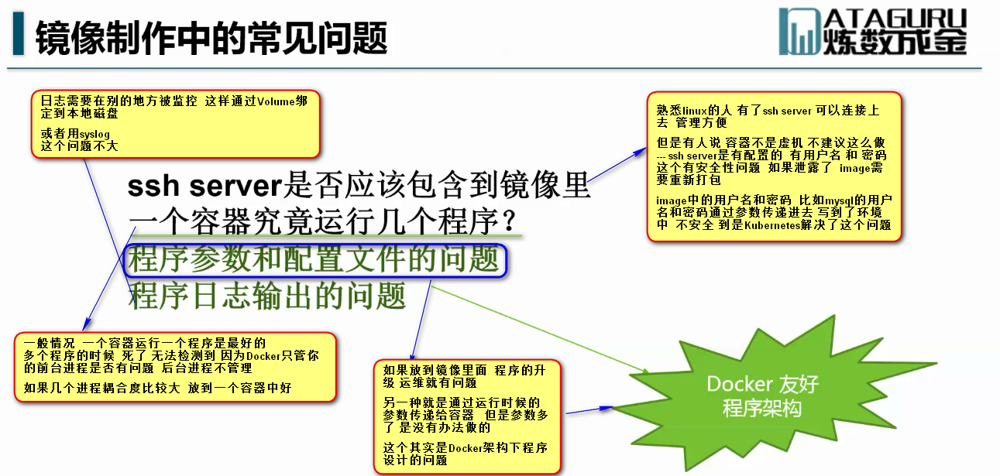 镜像制作中的常见问题
ATAGURU
炼数成金
日志需要在别的地方被监控 这样通过Volume绑
定到本地磁盘
或者用syslog
这个问题不大
熟悉linux的人 有了ssh server 可以连接上
去 管理方便
但是有人说 容器不是虚机 不建议这么做
--- ssh server是有配置的 有用户名 和 密码
这个有安全性问题 如果泄露了 image需
要重新打包
image中的用户名和密码 比如mysql的用户
名和密码通过参数传递进去 写到了环境
中 不安全 到是Kubernetes解决了这个问题
ssh server是否应该包含到镜像里
一个容器究竟运行几个程序?
程序参数和配置文件的问题
程序日志输出的问题
一般情况 一个容器运行一个程序是最好的
多个程序的时候 死了 无法检测到 因为Docker只管你
的前台进程是否有问题 后台进程不管理
如果几个进程耦合度比较大 放到一个容器中好
如果放到镜像里面 程序的升
级 运维就有问题
另一种就是通过运行时候的
参数传递给容器 但是参数多
了 是没有办法做的
这个其实是Docker架构下程序
设计的问题
Docker 友好
程序架构